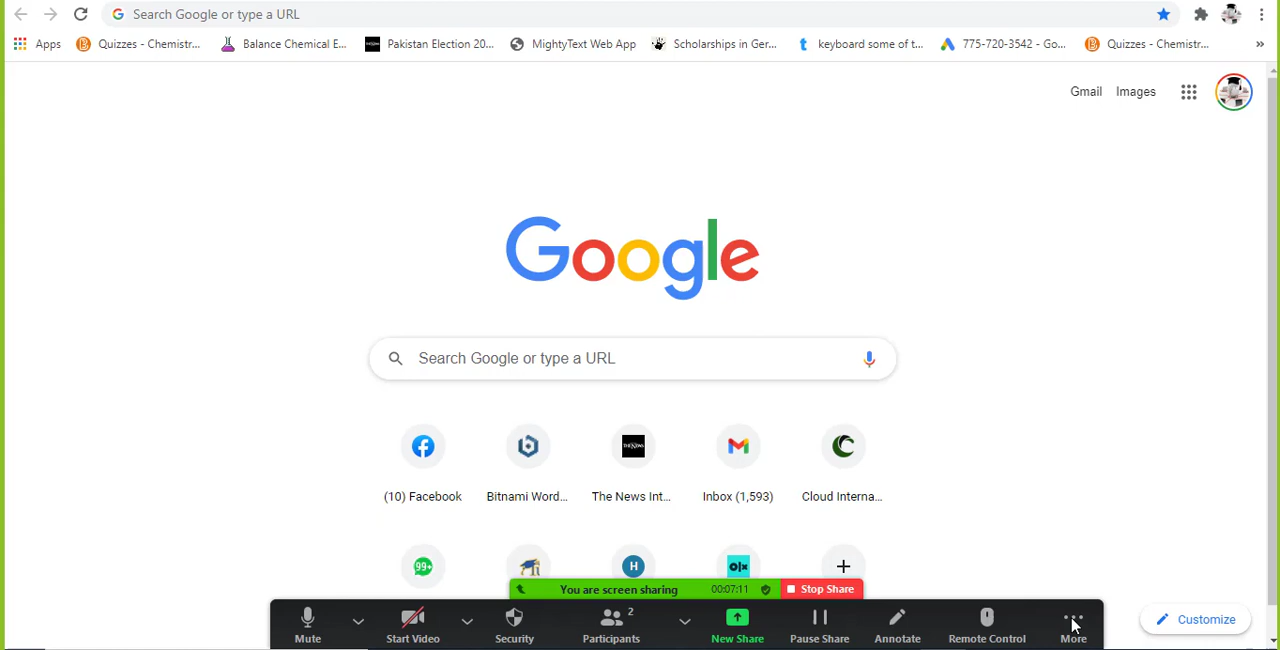 Search Google or type a URL
Apps Quizzes - Chemistr... Balance Chemical E... Pakistan Election 20... MightyText Web App Scholarships in Ger... keyboard some of t... 775-720-3542 - Go... Quizzes - Chemistr... »
Gmail Images
Google
Search Google or type a URL
(10) Facebook Bitnami Word... The News Int... Inbox (1,593) Cloud Interna...
99+ H olx
You are screen sharing 00:07:11 Stop Share
2
Mute Start Video Security Participants New Share Pause Share Annotate Remote Control More
Customize